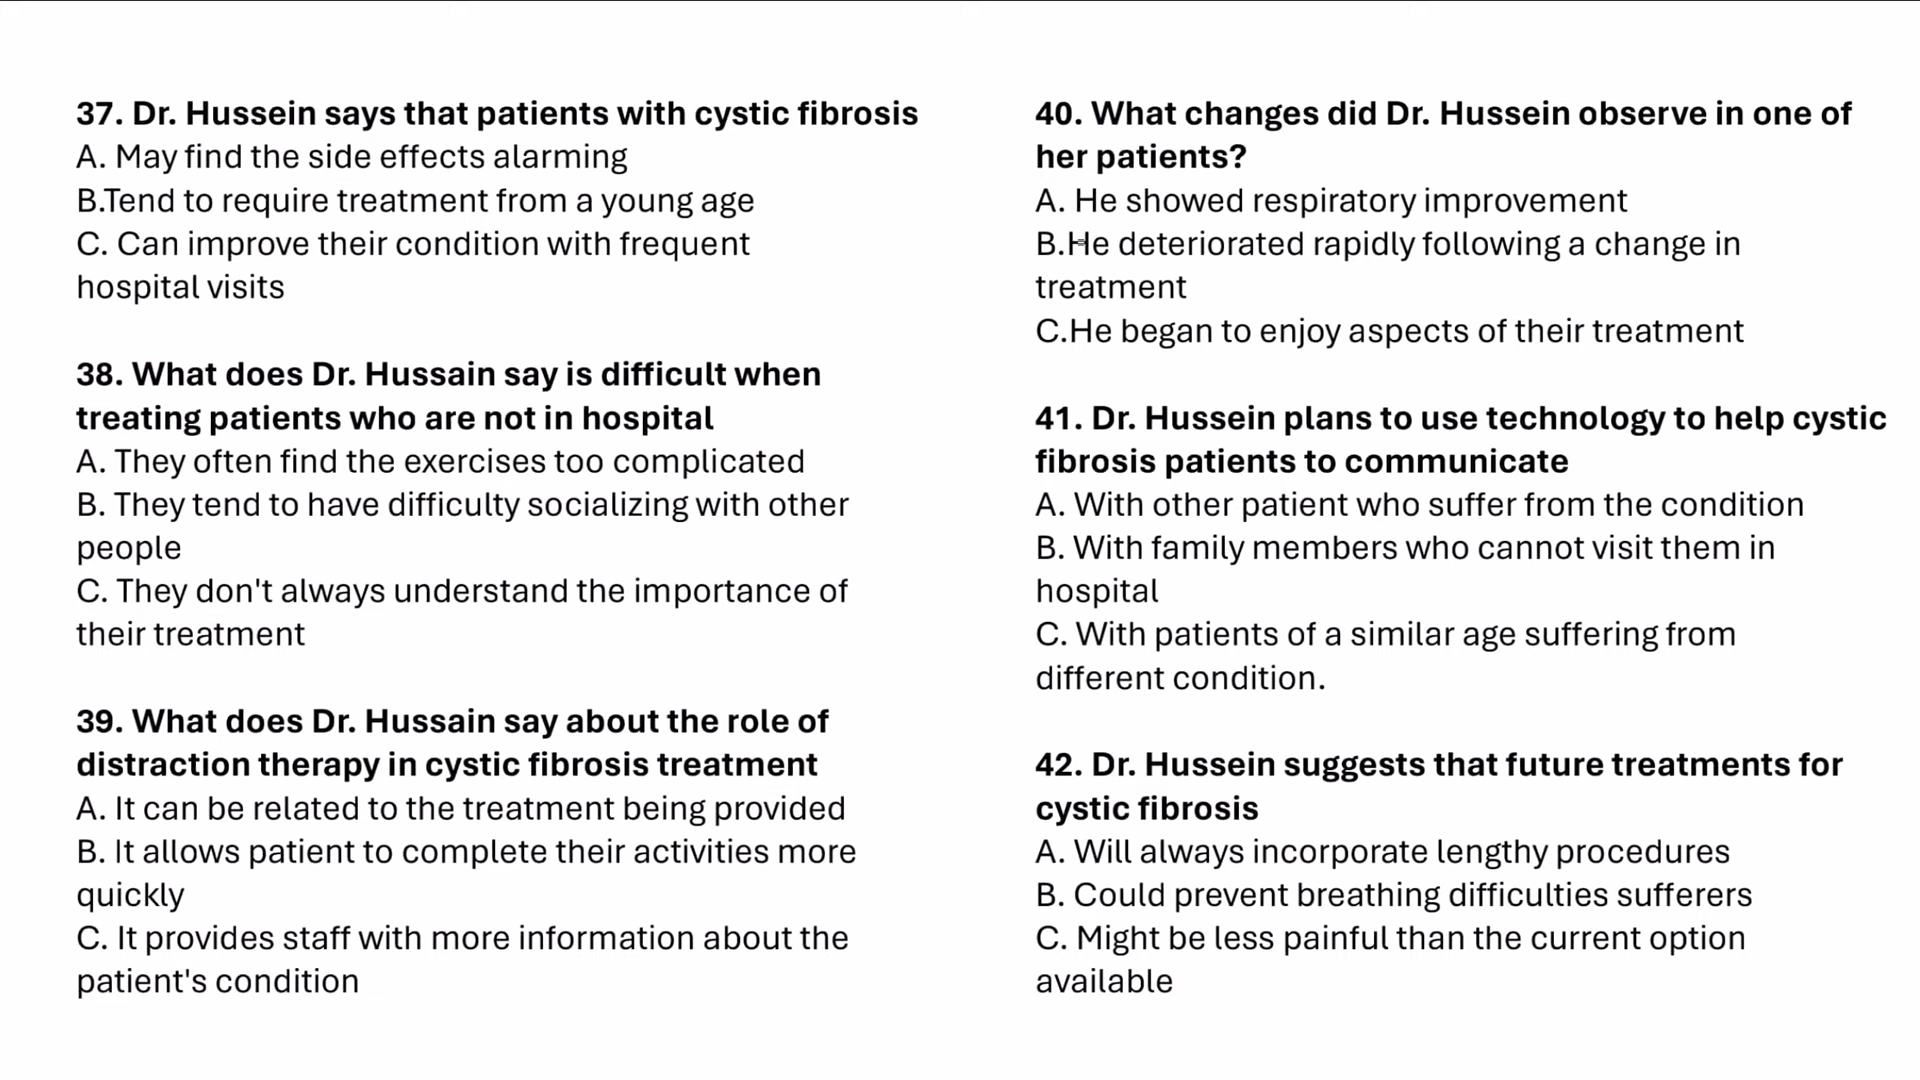 37. Dr. Hussein says that patients with cystic fibrosis
A. May find the side effects alarming
B.Tend to require treatment from a young age
C. Can improve their condition with frequent
hospital visits
38. What does Dr. Hussain say is difficult when
treating patients who are not in hospital
A. They often find the exercises too complicated
B. They tend to have difficulty socializing with other
people
C. They don't always understand the importance of
their treatment
39. What does Dr. Hussain say about the role of
distraction therapy in cystic fibrosis treatment
A. It can be related to the treatment being provided
B. It allows patient to complete their activities more
quickly
C. It provides staff with more information about the
patient's condition
40. What changes did Dr. Hussein observe in one of
her patients?
A. He showed respiratory improvement
B.He deteriorated rapidly following a change in
treatment
C.He began to enjoy aspects of their treatment
41. Dr. Hussein plans to use technology to help cystic
fibrosis patients to communicate
A. With other patient who suffer from the condition
B. With family members who cannot visit them in
hospital
C. With patients of a similar age suffering from
different condition.
42. Dr. Hussein suggests that future treatments for
cystic fibrosis
A. Will always incorporate lengthy procedures
B. Could prevent breathing difficulties sufferers
C. Might be less painful than the current option
available